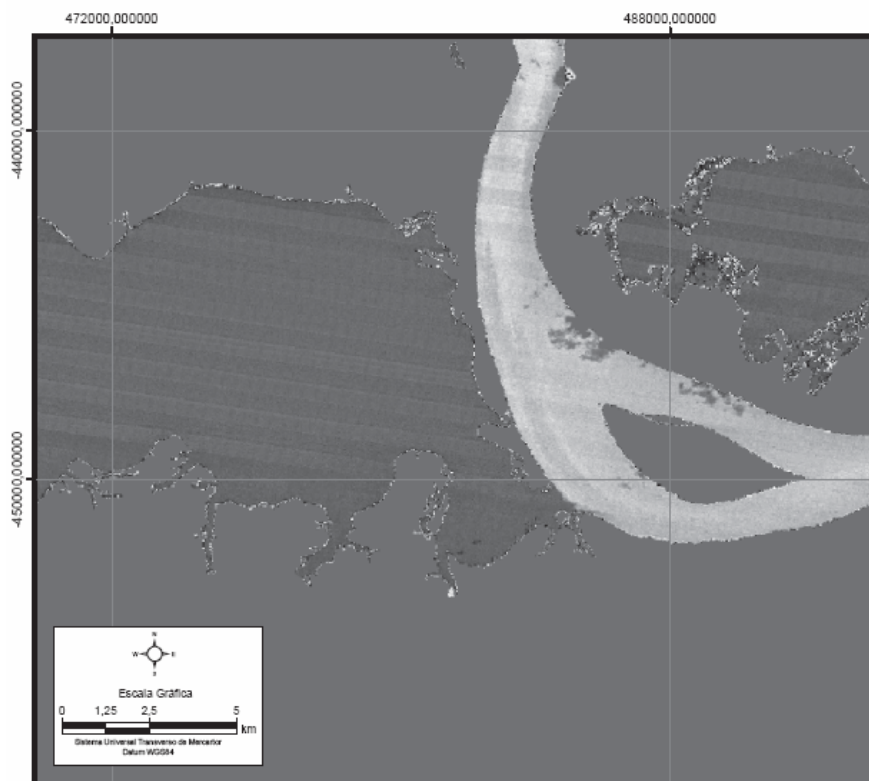 472000,000000 488000,000000
-440000,000000
-450000,000000
N
W E
S
Escala Gráfica
0 1,25 2,5 5
km
Sistema Universal Transverso de Mercartor
Datum WGS84